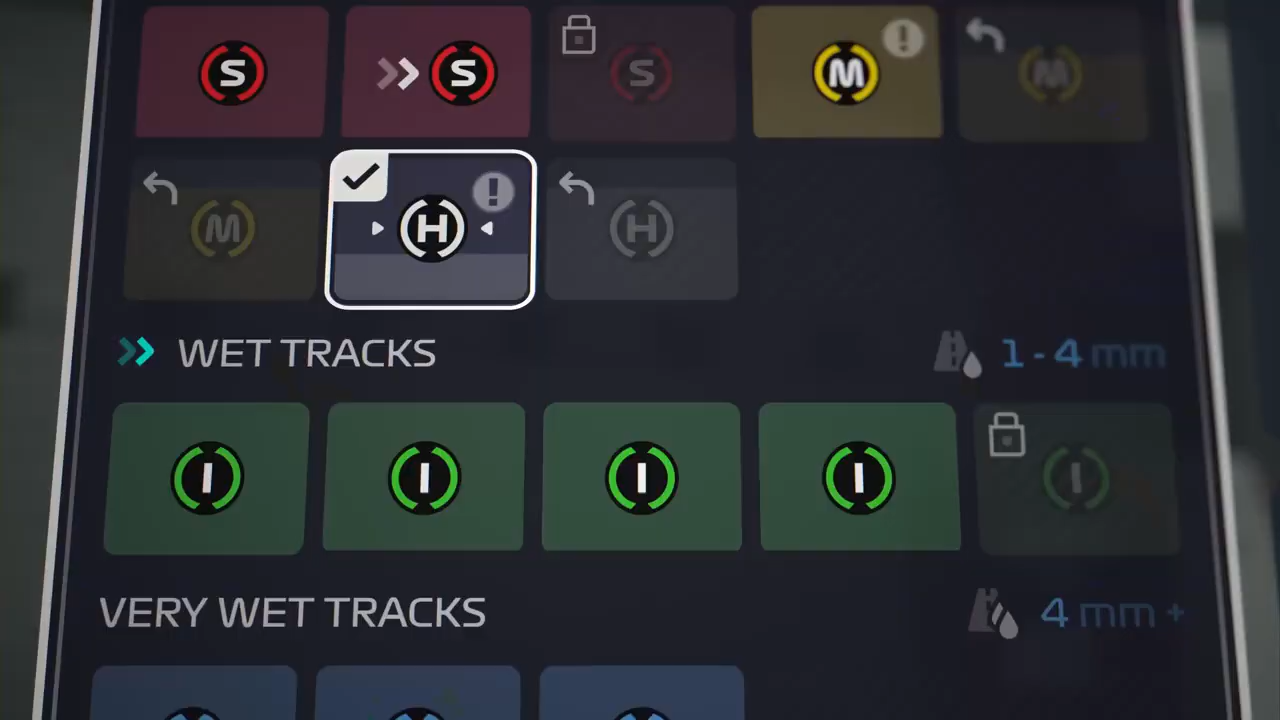 S S S ! M M
M H ! H
WET TRACKS 1 - 4 mm
I I I I I
VERY WET TRACKS 4 mm +